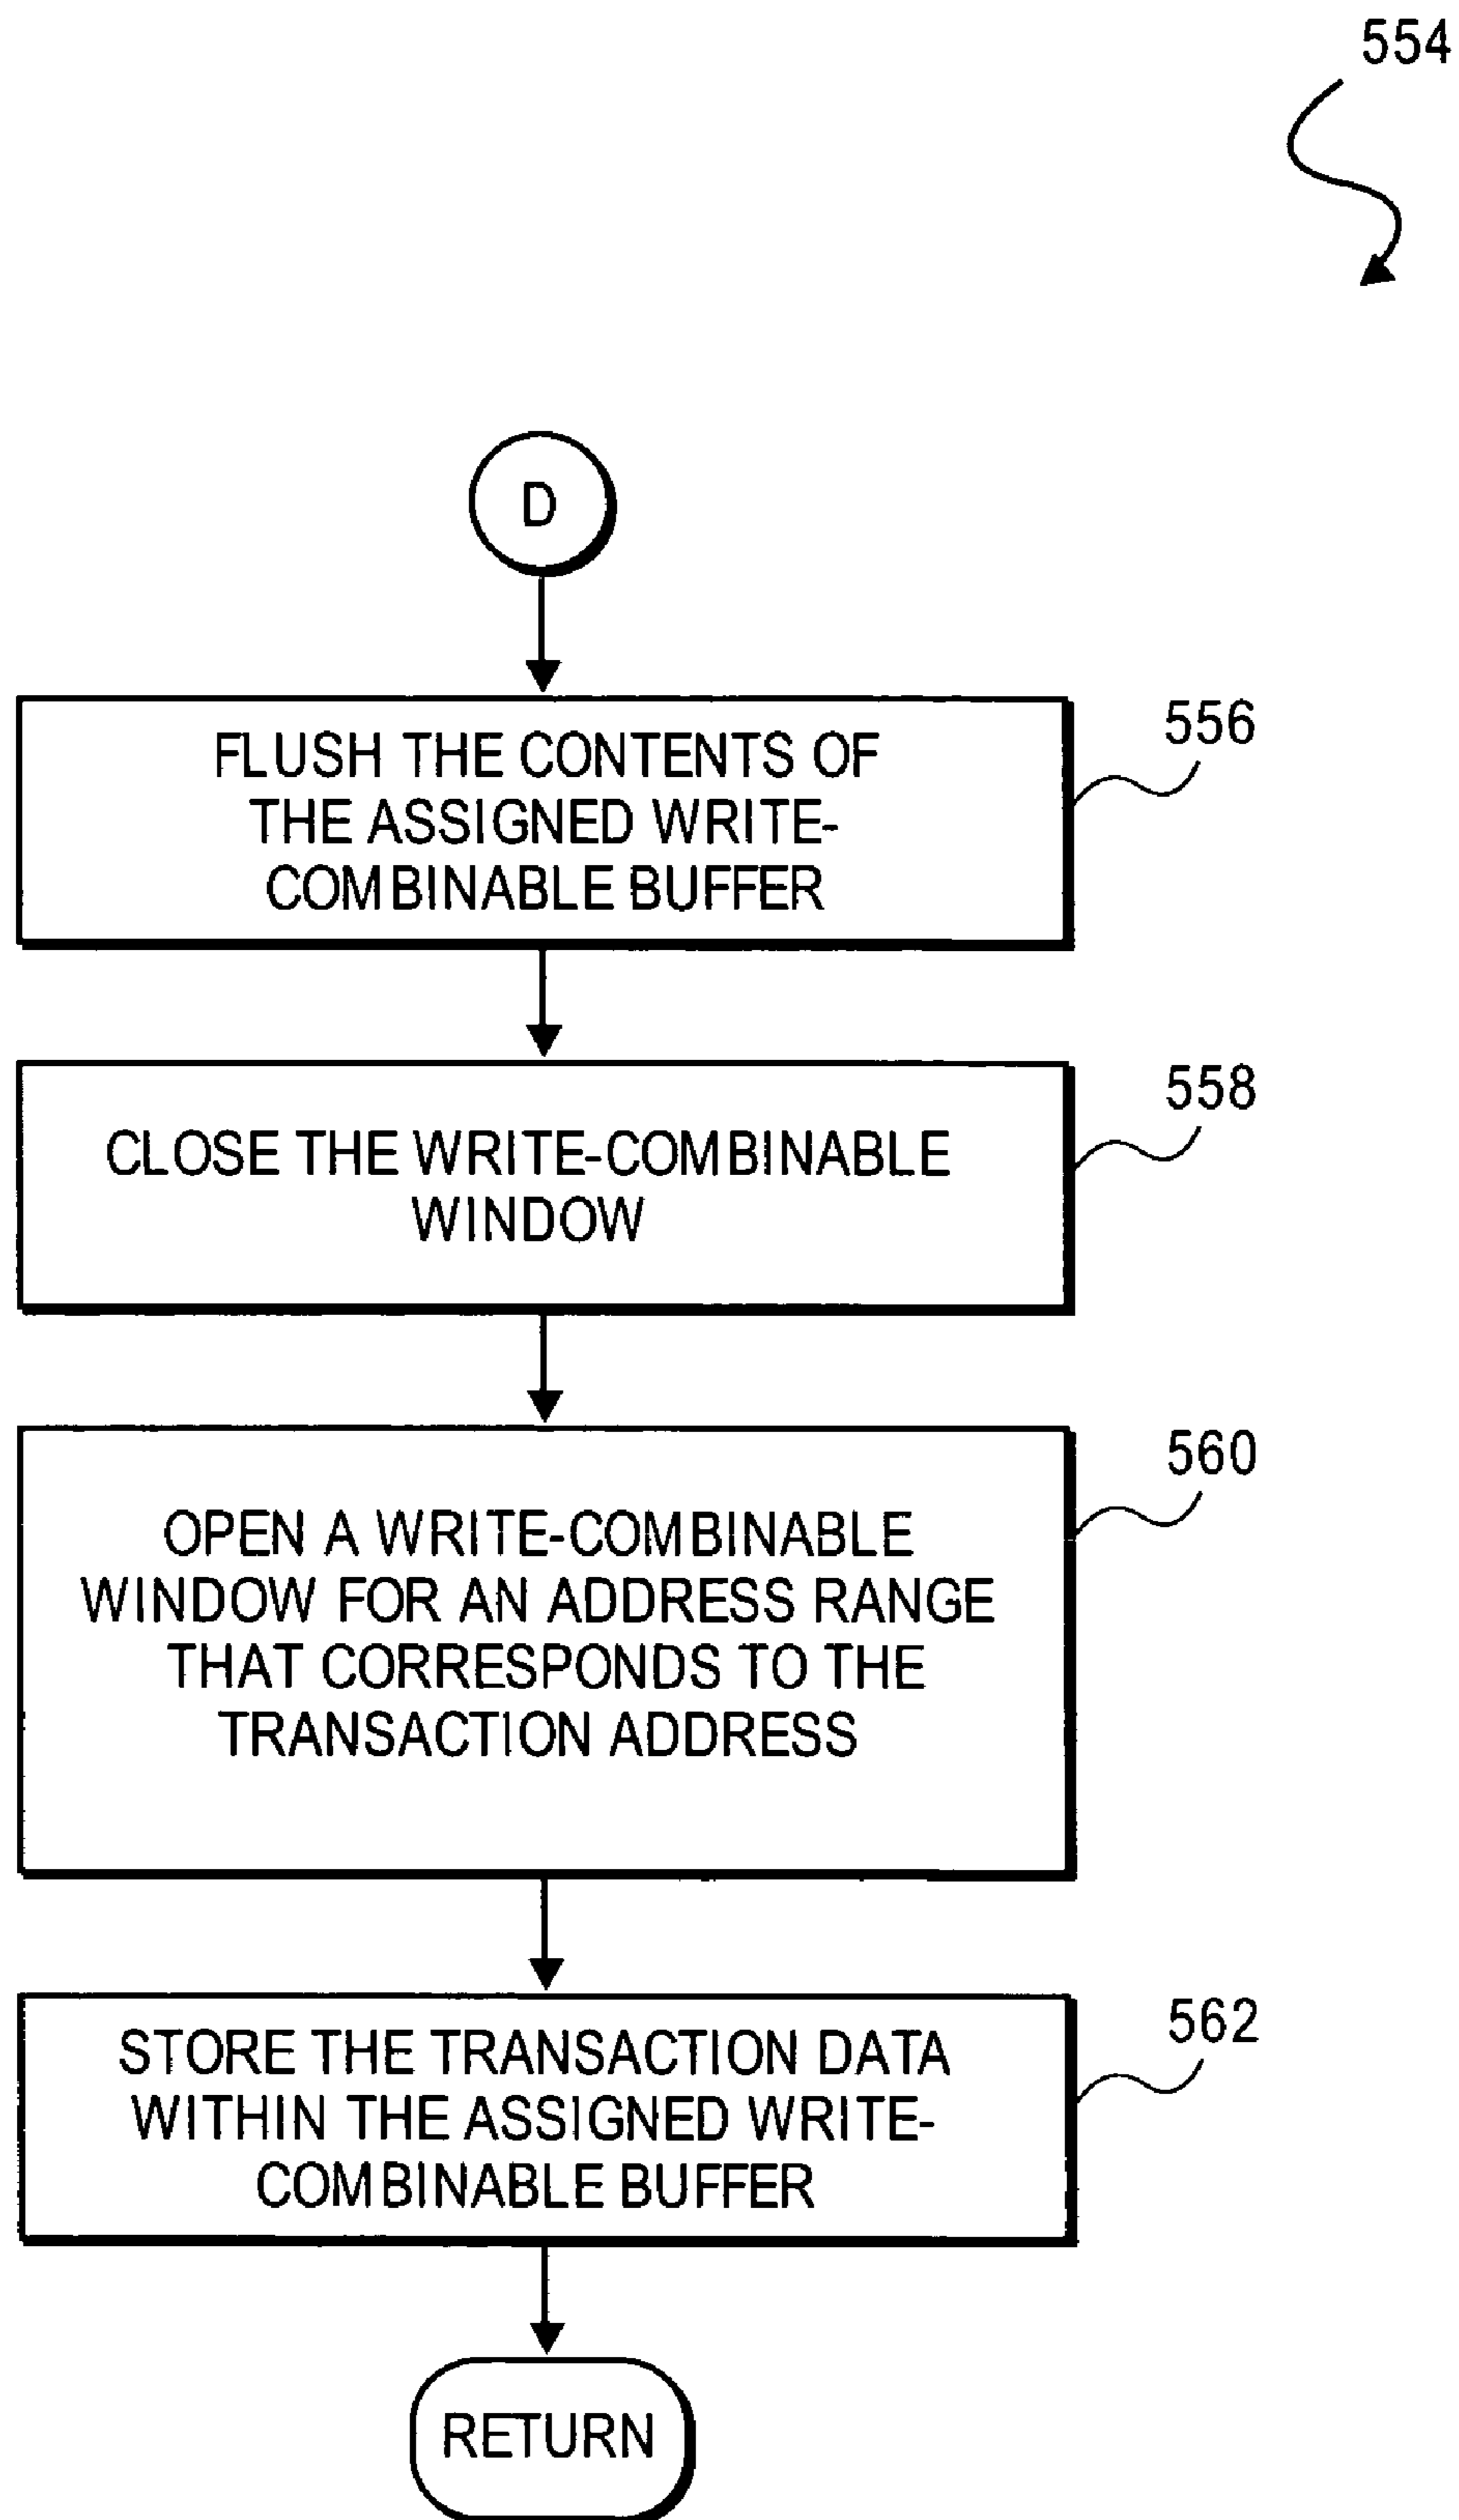 554
D
FLUSH THE CONTENTS OF
THE ASSIGNED WRITE-
COMBINABLE BUFFER
556
CLOSE THE WRITE-COMBINABLE
WINDOW
558
OPEN A WRITE-COMBINABLE
WINDOW FOR AN ADDRESS RANGE
THAT CORRESPONDS TO THE
TRANSACTION ADDRESS
560
STORE THE TRANSACTION DATA
WITHIN THE ASSIGNED WRITE-
COMBINABLE BUFFER
562
RETURN